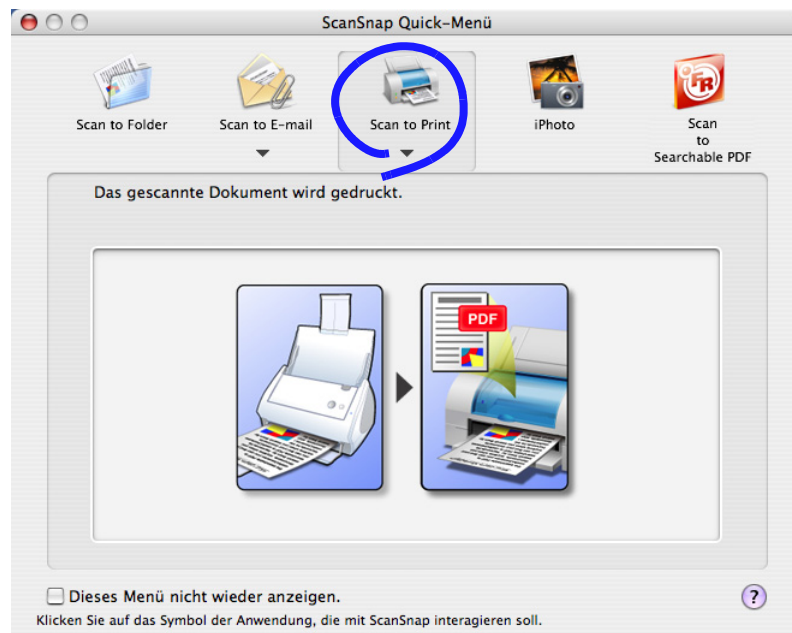 ScanSnap Quick-Menü
Scan to Folder
Scan to E-mail
Scan to Print
iPhoto
Scan
to
Searchable PDF
Das gescannte Dokument wird gedruckt.
PDF
Dieses Menü nicht wieder anzeigen.
?
Klicken Sie auf das Symbol der Anwendung, die mit ScanSnap interagieren soll.